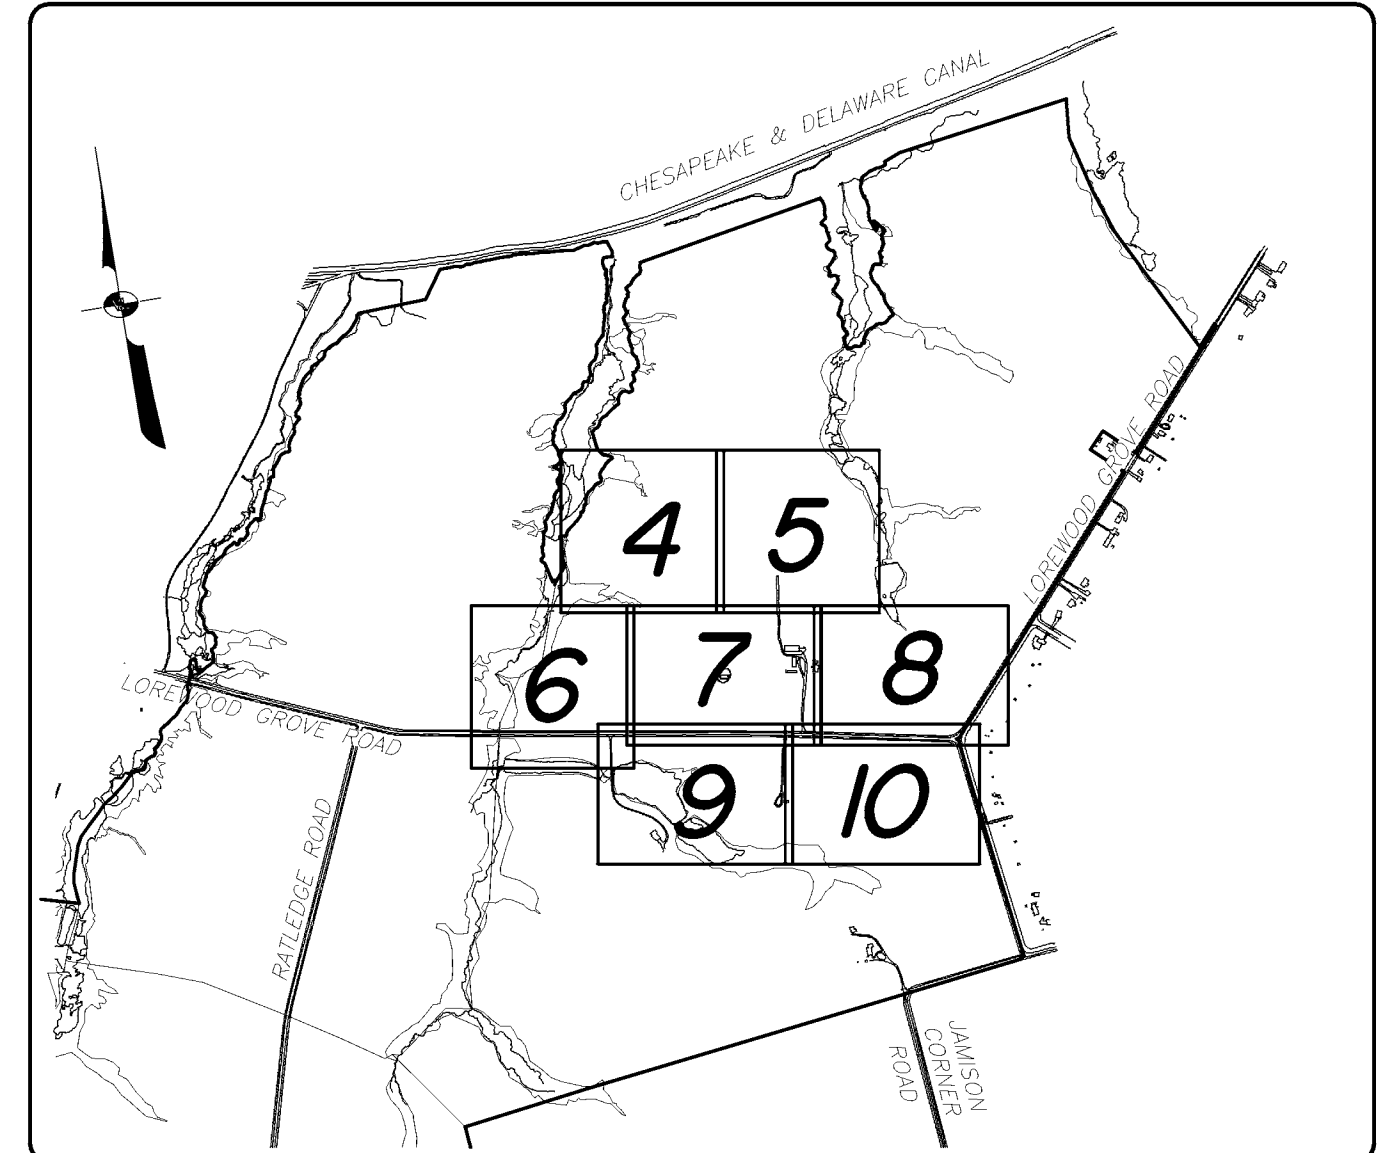 CHESAPEAKE & DELAWARE CANAL
LOREWOOD GROVE ROAD
4
5
6
7
8
LOREWOOD GROVE ROAD
9
10
RATLEDGE ROAD
JAMISON
CORNER
ROAD